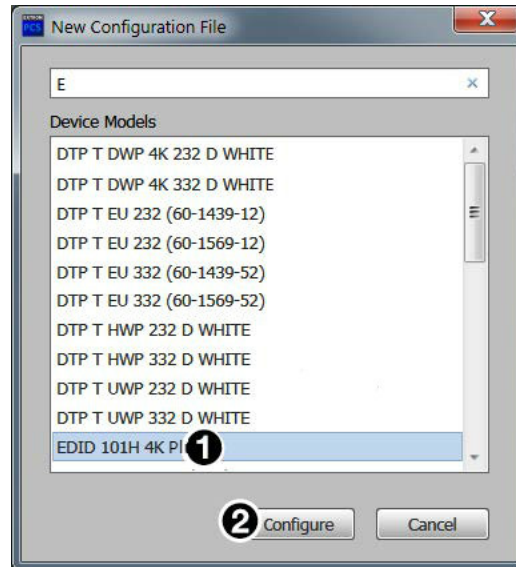 EXTRON
PCS
New Configuration File
E
Device Models
DTP T DWP 4K 232 D WHITE
DTP T DWP 4K 332 D WHITE
DTP T EU 232 (60-1439-12)
DTP T EU 232 (60-1569-12)
DTP T EU 332 (60-1439-52)
DTP T EU 332 (60-1569-52)
DTP T HWP 232 D WHITE
DTP T HWP 332 D WHITE
DTP T UWP 232 D WHITE
DTP T UWP 332 D WHITE
EDID 101H 4K 1
2 Configure Cancel